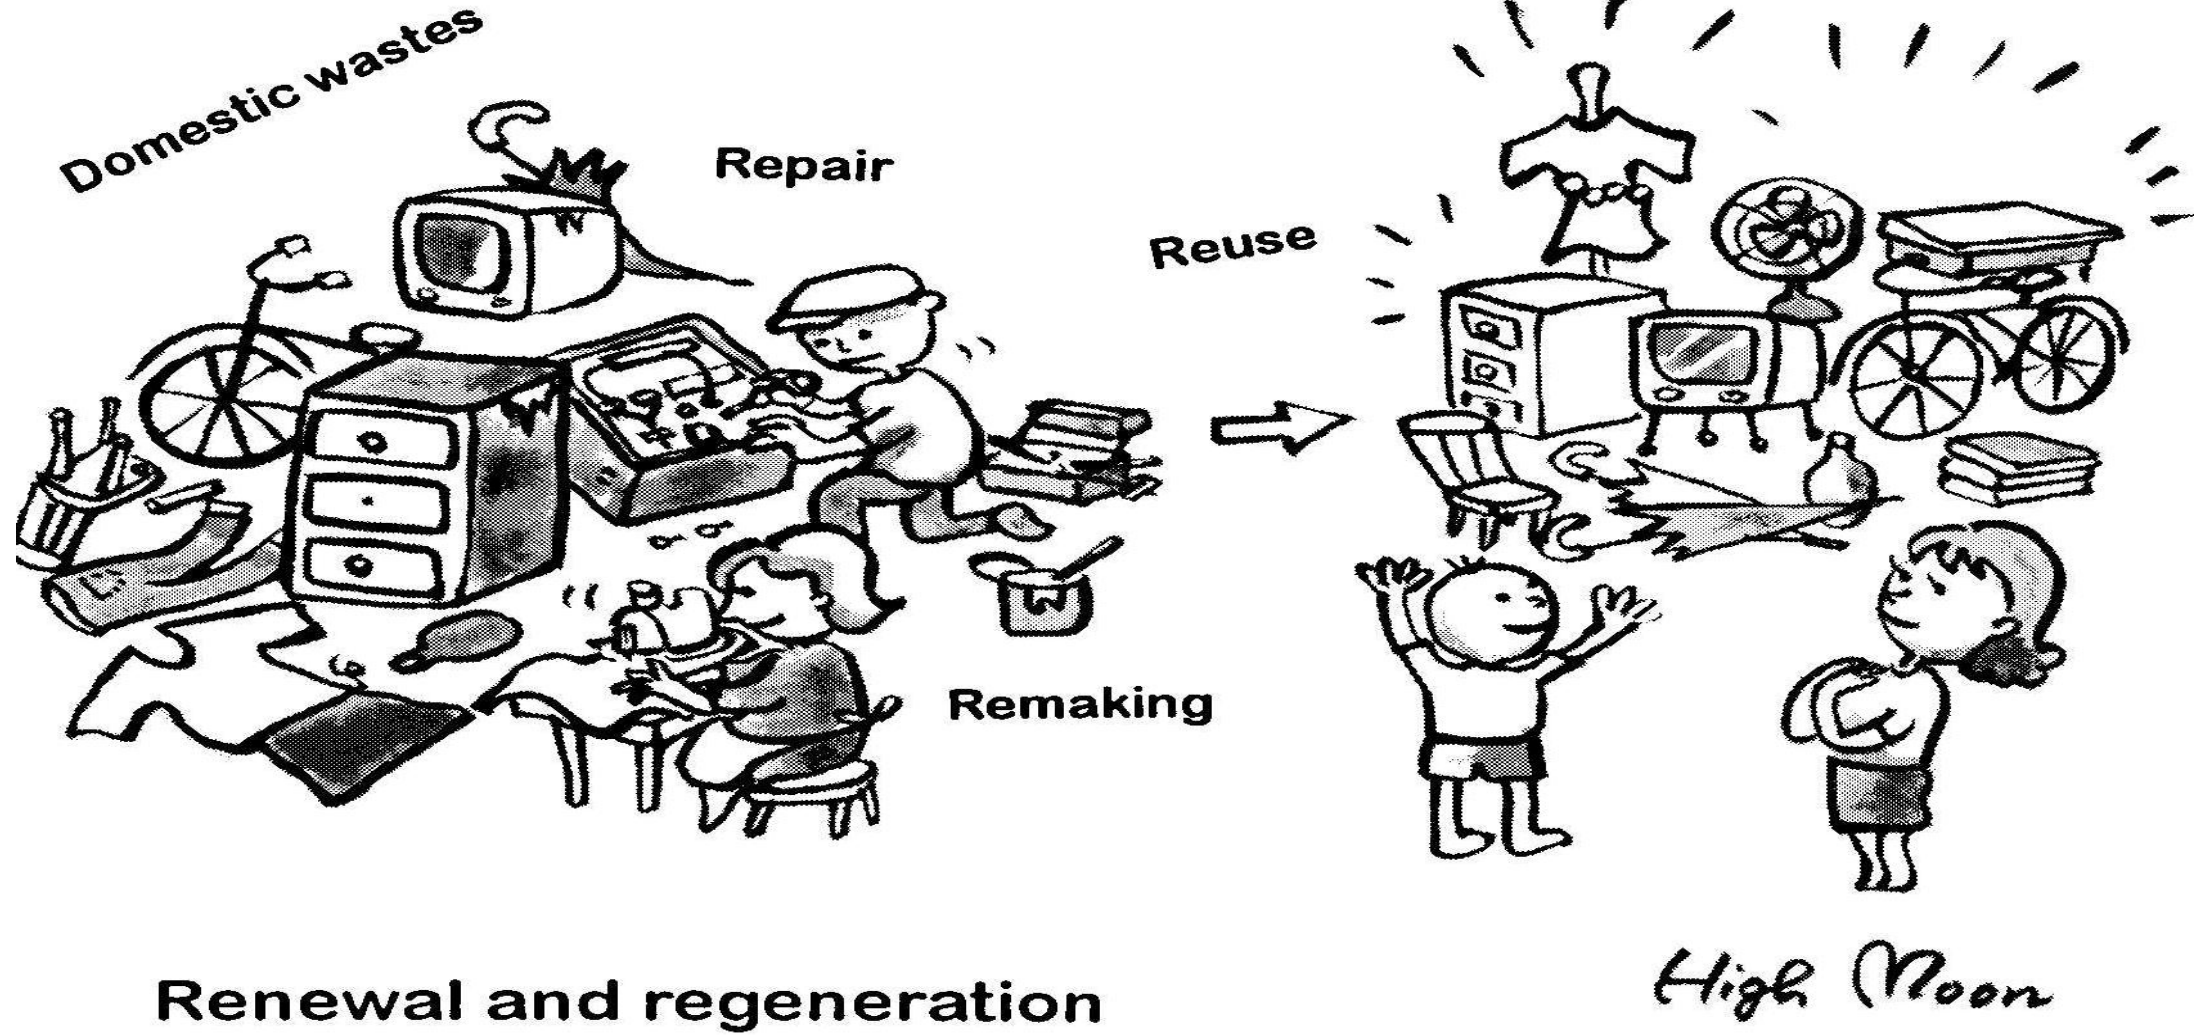 Domestic wastes
Repair
Reuse
Remaking
Renewal and regeneration
High Moon